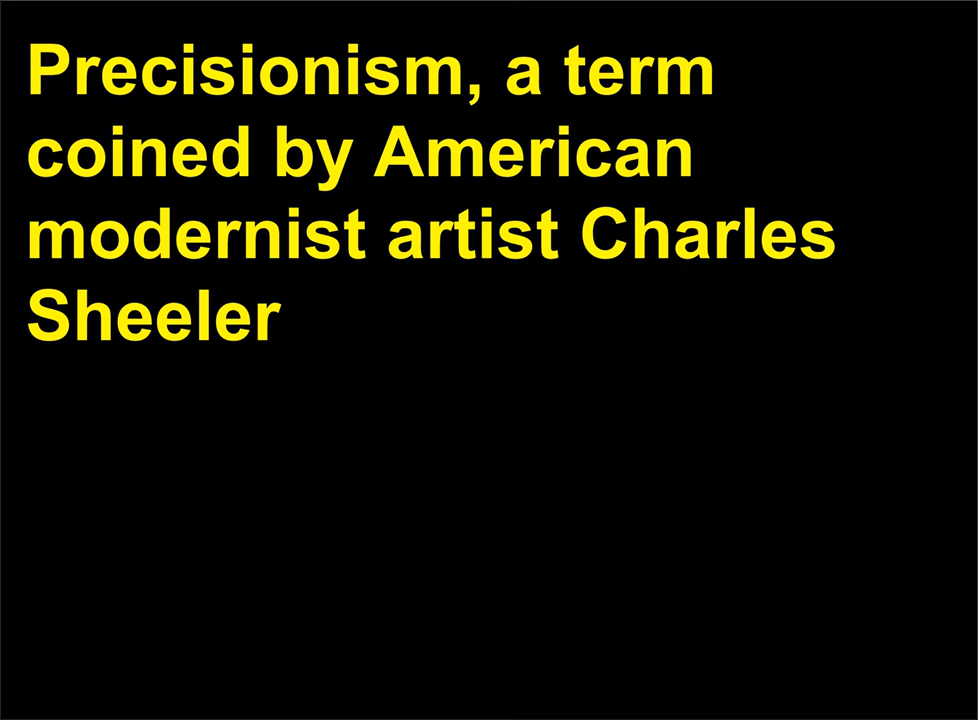 Precisionism, a term
coined by American
modernist artist Charles
Sheeler